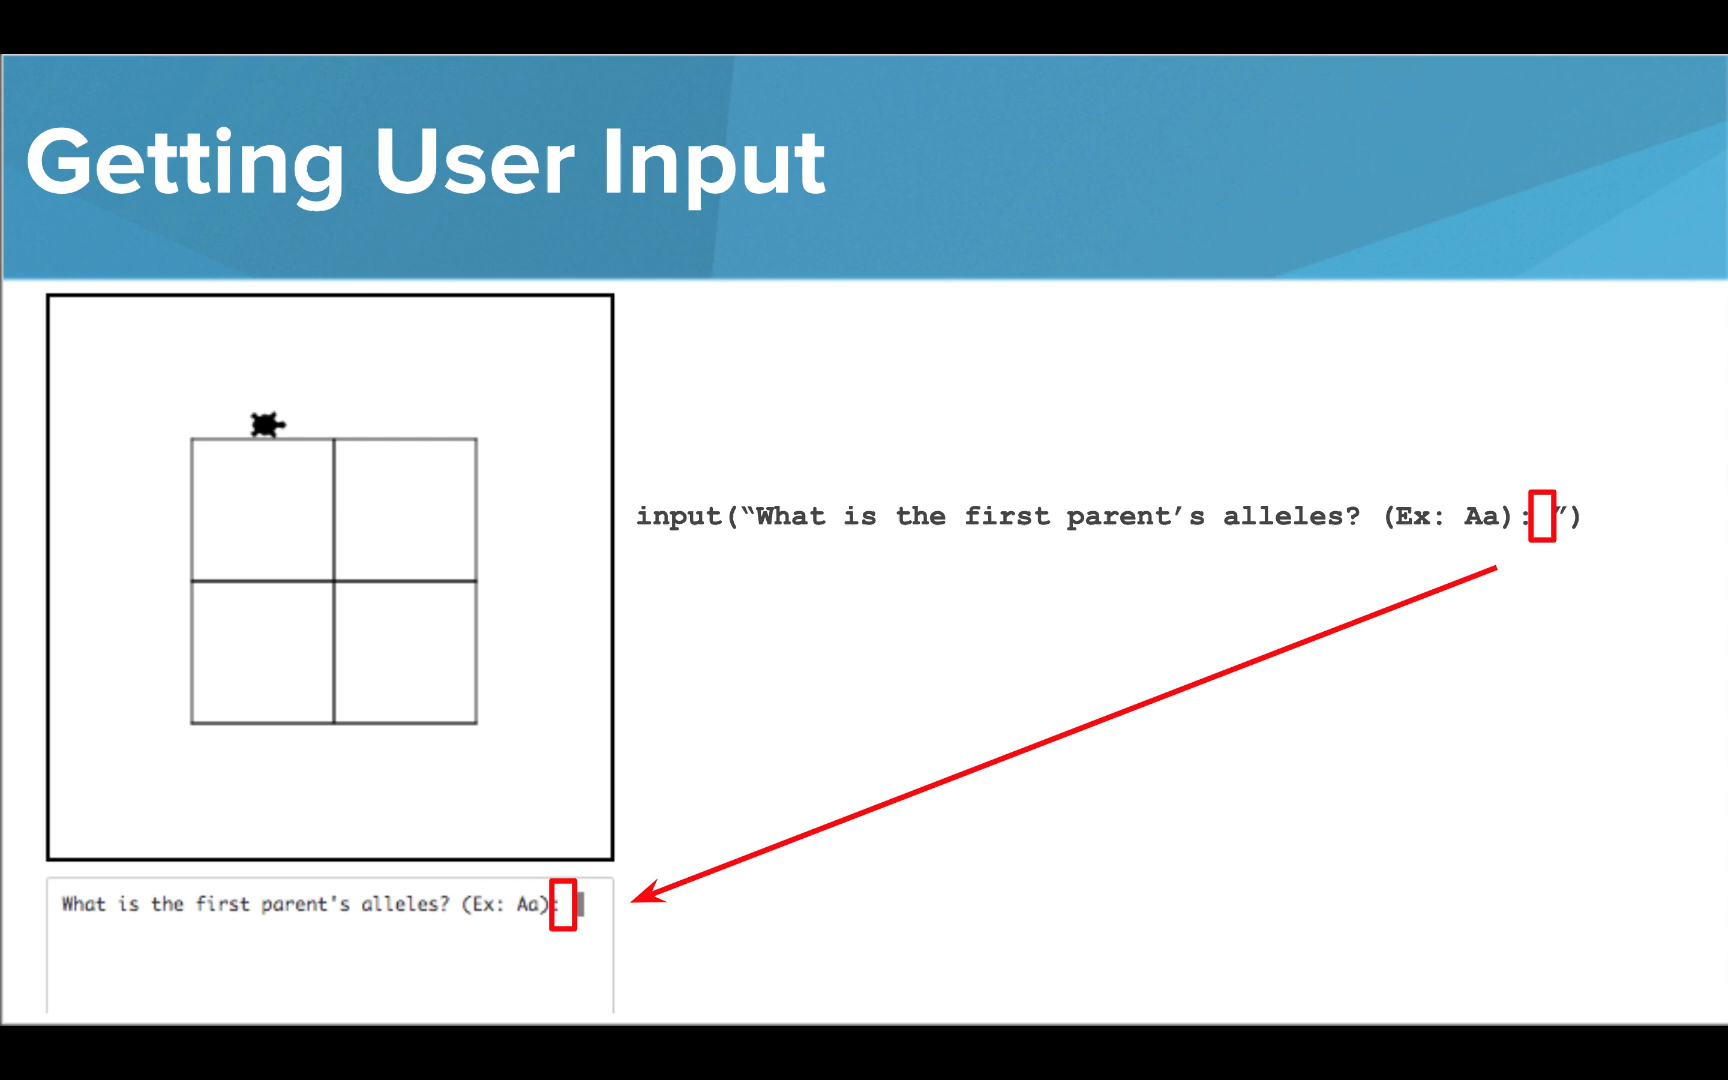 Getting User Input
input(“What is the first parent’s alleles? (Ex: Aa): ”)
What is the first parent's alleles? (Ex: Aa):